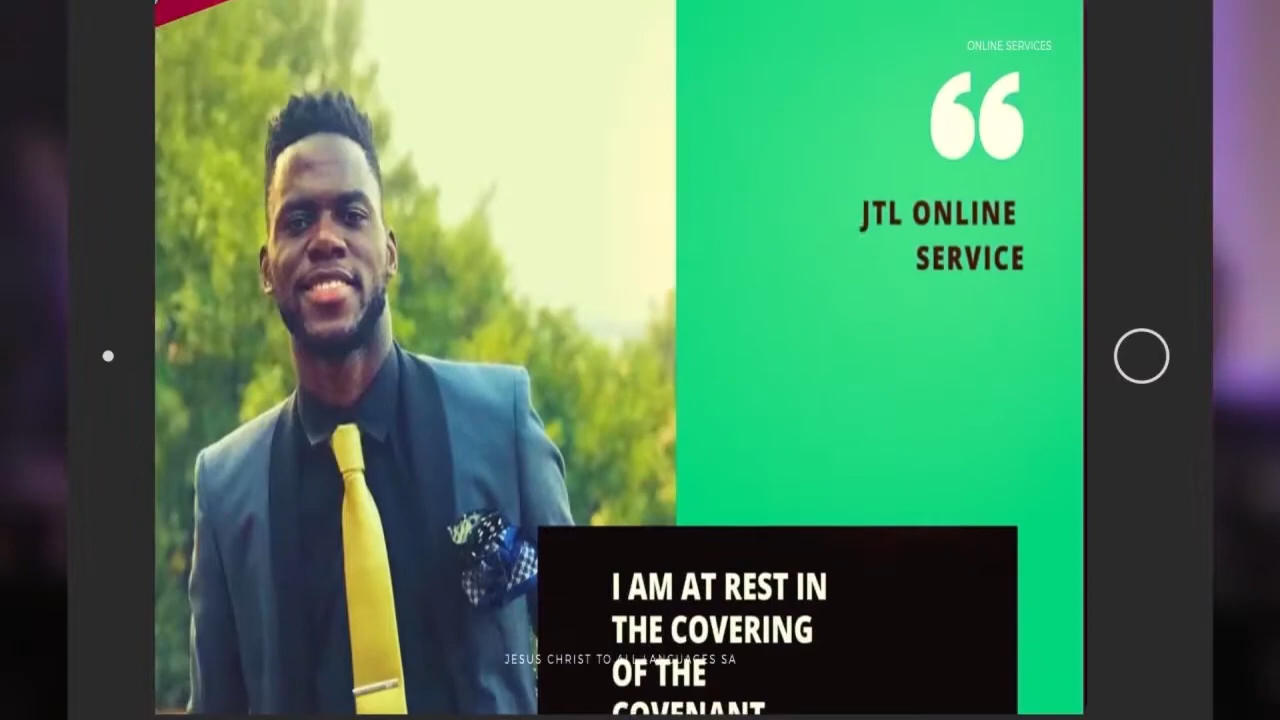 ONLINE SERVICES
JTL ONLINE
SERVICE
I AM AT REST IN
THE COVERING
OF THE
COVENANT
JESUS CHRIST TO ALL LANGUAGES SA